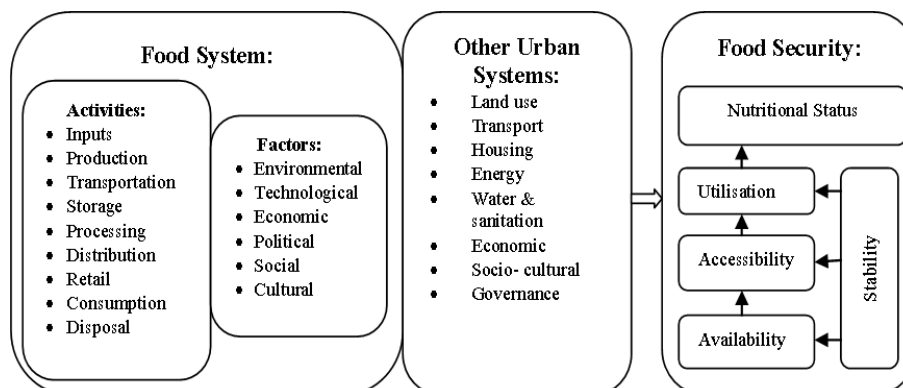 Food System:
Activities:
• Inputs
• Production
• Transportation
• Storage
• Processing
• Distribution
• Retail
• Consumption
• Disposal
Factors:
• Environmental
• Technological
• Economic
• Political
• Social
• Cultural
Other Urban
Systems:
• Land use
• Transport
• Housing
• Energy
• Water &
sanitation
• Economic
• Socio- cultural
• Governance
Food Security:
Nutritional Status
Utilisation
Accessibility
Availability
Stability